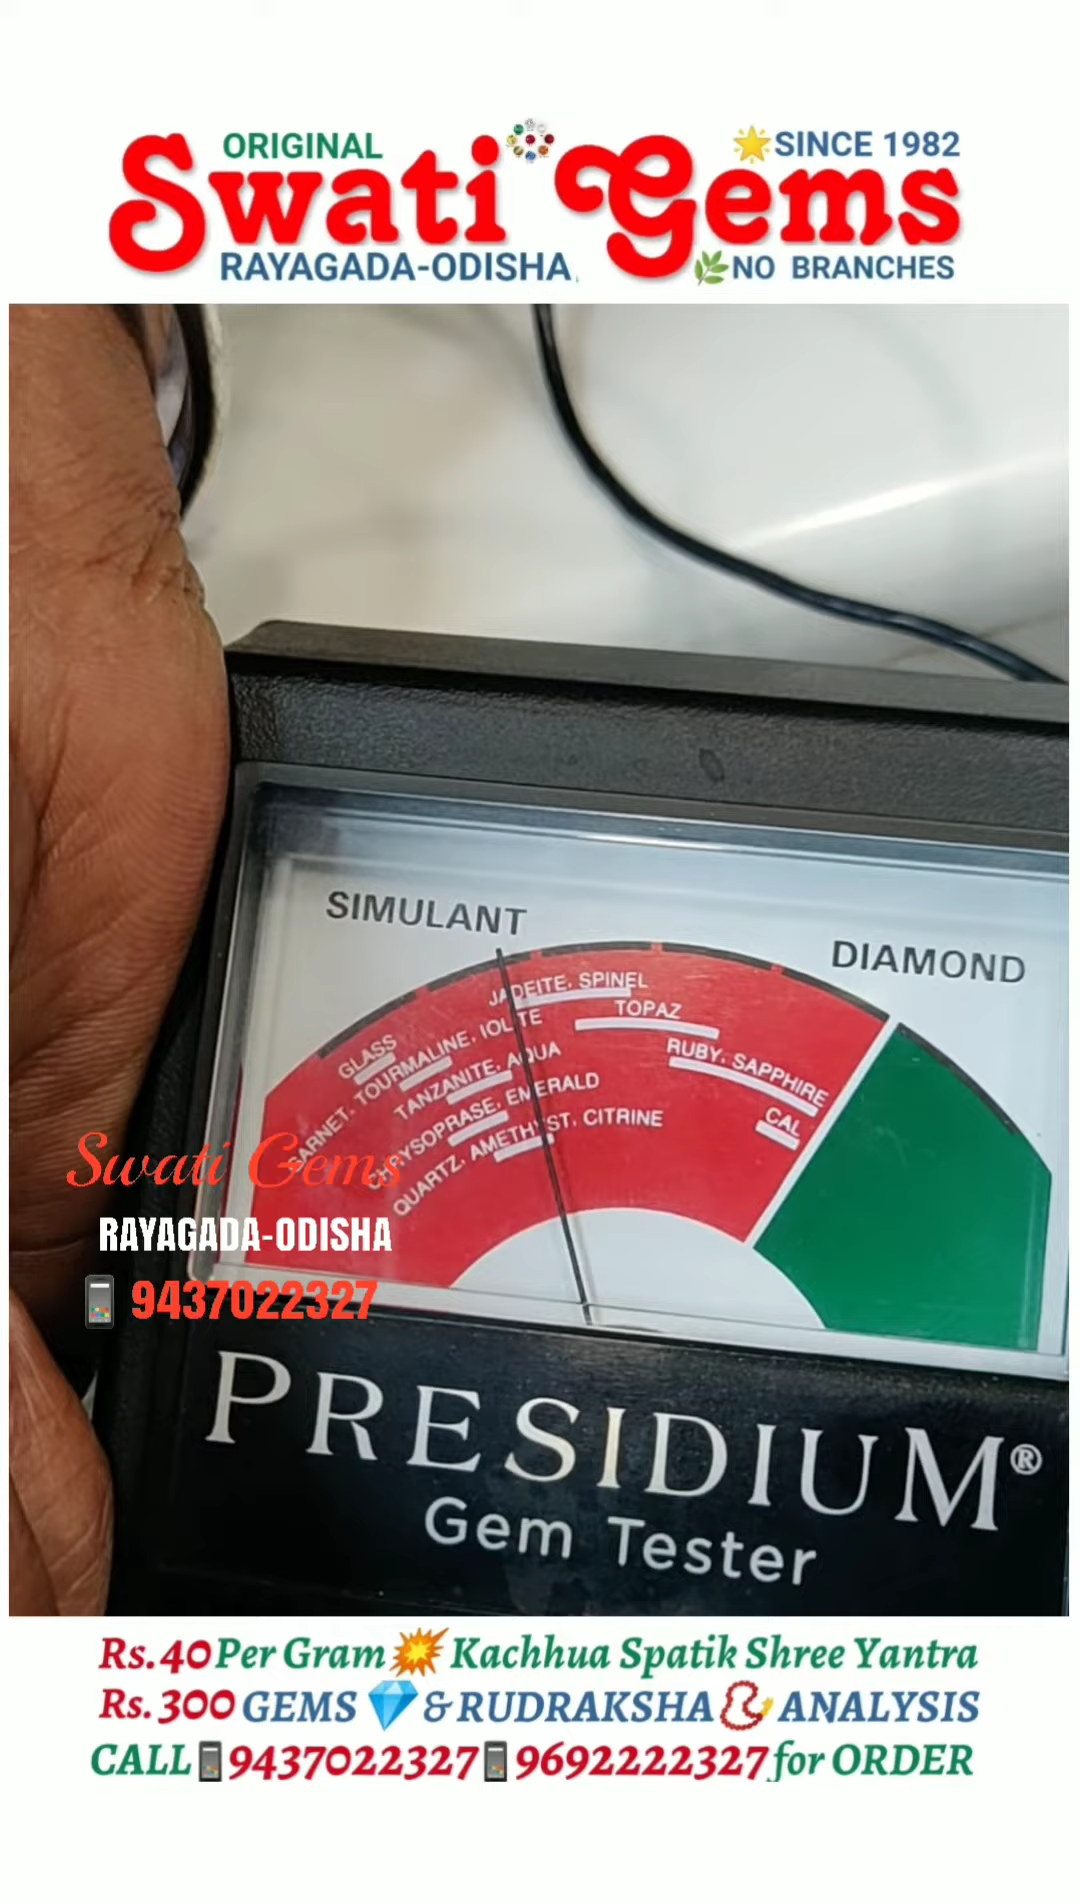 ORIGINAL
SINCE 1982
Swati Gems
RAYAGADA-ODISHA
NO BRANCHES
SIMULANT
DIAMOND
JADEITE, SPINEL
TOPAZ
GLASS
GARNET, TOURMALINE, IOLITE
RUBY, SAPPHIRE
TANZANITE, AQUA
CHRYSOPRASE, EMERALD
CAL
QUARTZ, AMETHYST, CITRINE
Swati Gems
RAYAGADA-ODISHA
9437022327
PRESIDIUM®
Gem Tester
Rs.40 Per Gram Kachhua Spatik Shree Yantra
Rs.300 GEMS & RUDRAKSHA ANALYSIS
CALL 9437022327 9692222327 for ORDER